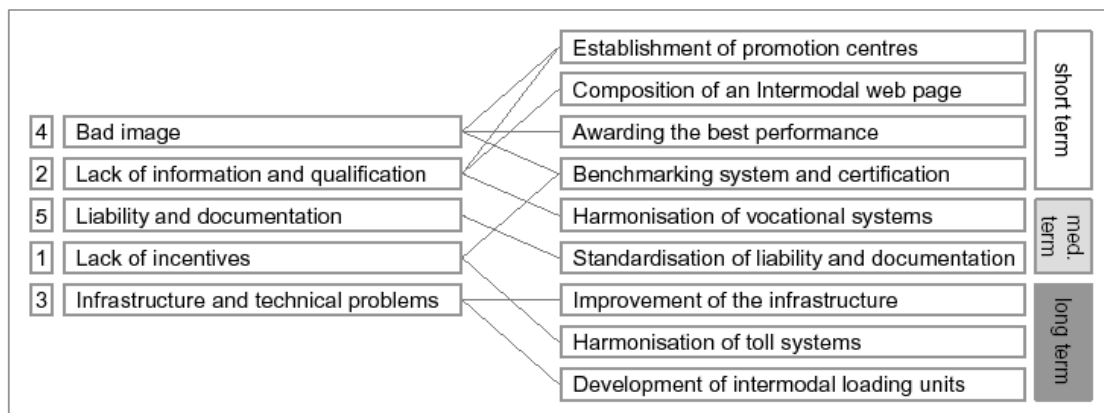 Establishment of promotion centres
Composition of an Intermodal web page
4 Bad image
Awarding the best performance
2 Lack of information and qualification
Benchmarking system and certification
short term
5 Liability and documentation
Harmonisation of vocational systems
1 Lack of incentives
Standardisation of liability and documentation
med.
term
3 Infrastructure and technical problems
Improvement of the infrastructure
Harmonisation of toll systems
Development of intermodal loading units
long term